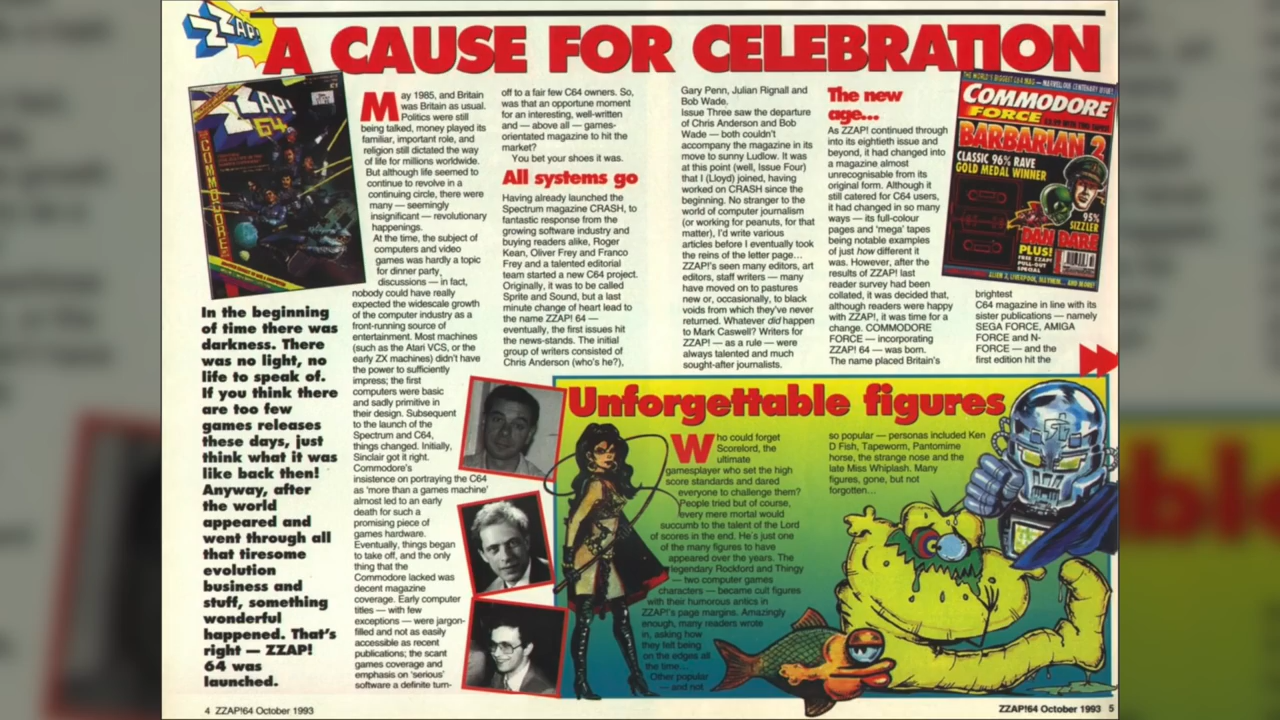 ZZAP!
A CAUSE FOR CELEBRATION
ZZAP!
64
COMMODORE
In the beginning
of time there was
darkness. There
was no light, no
life to speak of.
If you think there
are too few
games releases
these days, just
think what it was
like back then!
Anyway, after
the world
appeared and
went through all
that tiresome
evolution
business and
stuff, something
wonderful
happened. That's
right — ZZAP!
64 was
launched.
May 1985, and Britain
was Britain as usual.
Politics were still
being talked, money played its
familiar, important role, and
religion still dictated the way
of life for millions worldwide.
But although life seemed to
continue to revolve in a
continuing circle, there were
many — seemingly
insignificant — revolutionary
happenings.
At the time, the subject of
computers and video
games was hardly a topic
for dinner party
discussions — in fact,
nobody could have really
expected the widescale growth
of the computer industry as a
front-running source of
entertainment. Most machines
(such as the Atari VCS, or the
early ZX machines) didn't have
the power to sufficiently
impress; the first
computers were basic
and sadly primitive in
their design. Subsequent
to the launch of the
Spectrum and C64,
things changed. Initially,
Sinclair got it right.
Commodore's
insistence on portraying the C64
as 'more than a games machine'
almost led to an early
death for such a
promising piece of
games hardware.
Eventually, things began
to take off, and the only
thing that the
Commodore lacked was
decent magazine
coverage. Early computer
titles — with few
exceptions — were jargon-
filled and not as easily
accessible as recent
publications; the scant
games coverage and
emphasis on 'serious'
software a definite turn-
off to a fair few C64 owners. So,
was that an opportune moment
for an interesting, well-written
and — above all — games-
orientated magazine to hit the
market?
You bet your shoes it was.
All systems go
Having already launched the
Spectrum magazine CRASH, to
fantastic response from the
growing software industry and
buying readers alike, Roger
Kean, Oliver Frey and Franco
Frey and a talented editorial
team started a new C64 project.
Originally, it was to be called
Sprite and Sound, but a last
minute change of heart lead to
the name ZZAP! 64 —
eventually, the first issues hit
the news-stands. The initial
group of writers consisted of
Chris Anderson (who's he?),
Gary Penn, Julian Rignall and
Bob Wade.
Issue Three saw the departure
of Chris Anderson and Bob
Wade — both couldn't
accompany the magazine in its
move to sunny Ludlow. It was
at this point (well, Issue Four)
that I (Lloyd) joined, having
worked on CRASH since the
beginning. No stranger to the
world of computer journalism
(or working for peanuts, for that
matter), I'd write various
articles before I eventually took
the reins of the letter page...
ZZAP!'s seen many editors, art
editors, staff writers — many
have moved on to pastures
new or, occasionally, to black
voids from which they've never
returned. Whatever did happen
to Mark Caswell? Writers for
ZZAP! — as a rule — were
always talented and much
sought-after journalists.
The new
age...
As ZZAP! continued through
into its eightieth issue and
beyond, it had changed into
a magazine almost
unrecognisable from its
original form. Although it
still catered for C64 users,
it had changed in so many
ways — its full-colour
pages and 'mega' tapes
being notable examples
of just how different it
was. However, after the
results of ZZAP! last
reader survey had been
collated, it was decided that,
although readers were happy
with ZZAP!, it was time for a
change. COMMODORE
FORCE — incorporating
ZZAP! 64 — was born.
The name placed Britain's
THE WORLD'S BIGGEST C64 MAG — MARVELLOUS CENTENARY ISSUE!
COMMODORE
FORCE
BARBARIAN 2
CLASSIC 96% RAVE
GOLD MEDAL WINNER
95%
SIZZLER
DAN DARE
PLUS!
FREE ZZAP!
PULL-OUT
SPECIAL
brightest
C64 magazine in line with its
sister publications — namely
SEGA FORCE, AMIGA
FORCE and N-
FORCE — and the
first edition hit the
Unforgettable figures
Who could forget
Scorelord, the
ultimate
gamesplayer who set the high
score standards and dared
everyone to challenge them?
People tried but of course,
every mere mortal would
succumb to the talent of the Lord
of scores in the end. He's just one
of the many figures to have
appeared over the years. The
legendary Rockford and Thingy
— two computer games
characters — became cult figures
with their humorous antics in
ZZAP!'s page margins. Amazingly
enough, many readers wrote
in, asking how
they felt being
on the edges all
the time...
Other popular
— and not
so popular — personas included Ken
D Fish, Tapeworm, Pantomime
horse, the strange nose and the
late Miss Whiplash. Many
figures, gone, but not
forgotten...
4 ZZAP!64 October 1993
ZZAP!64 October 1993 5